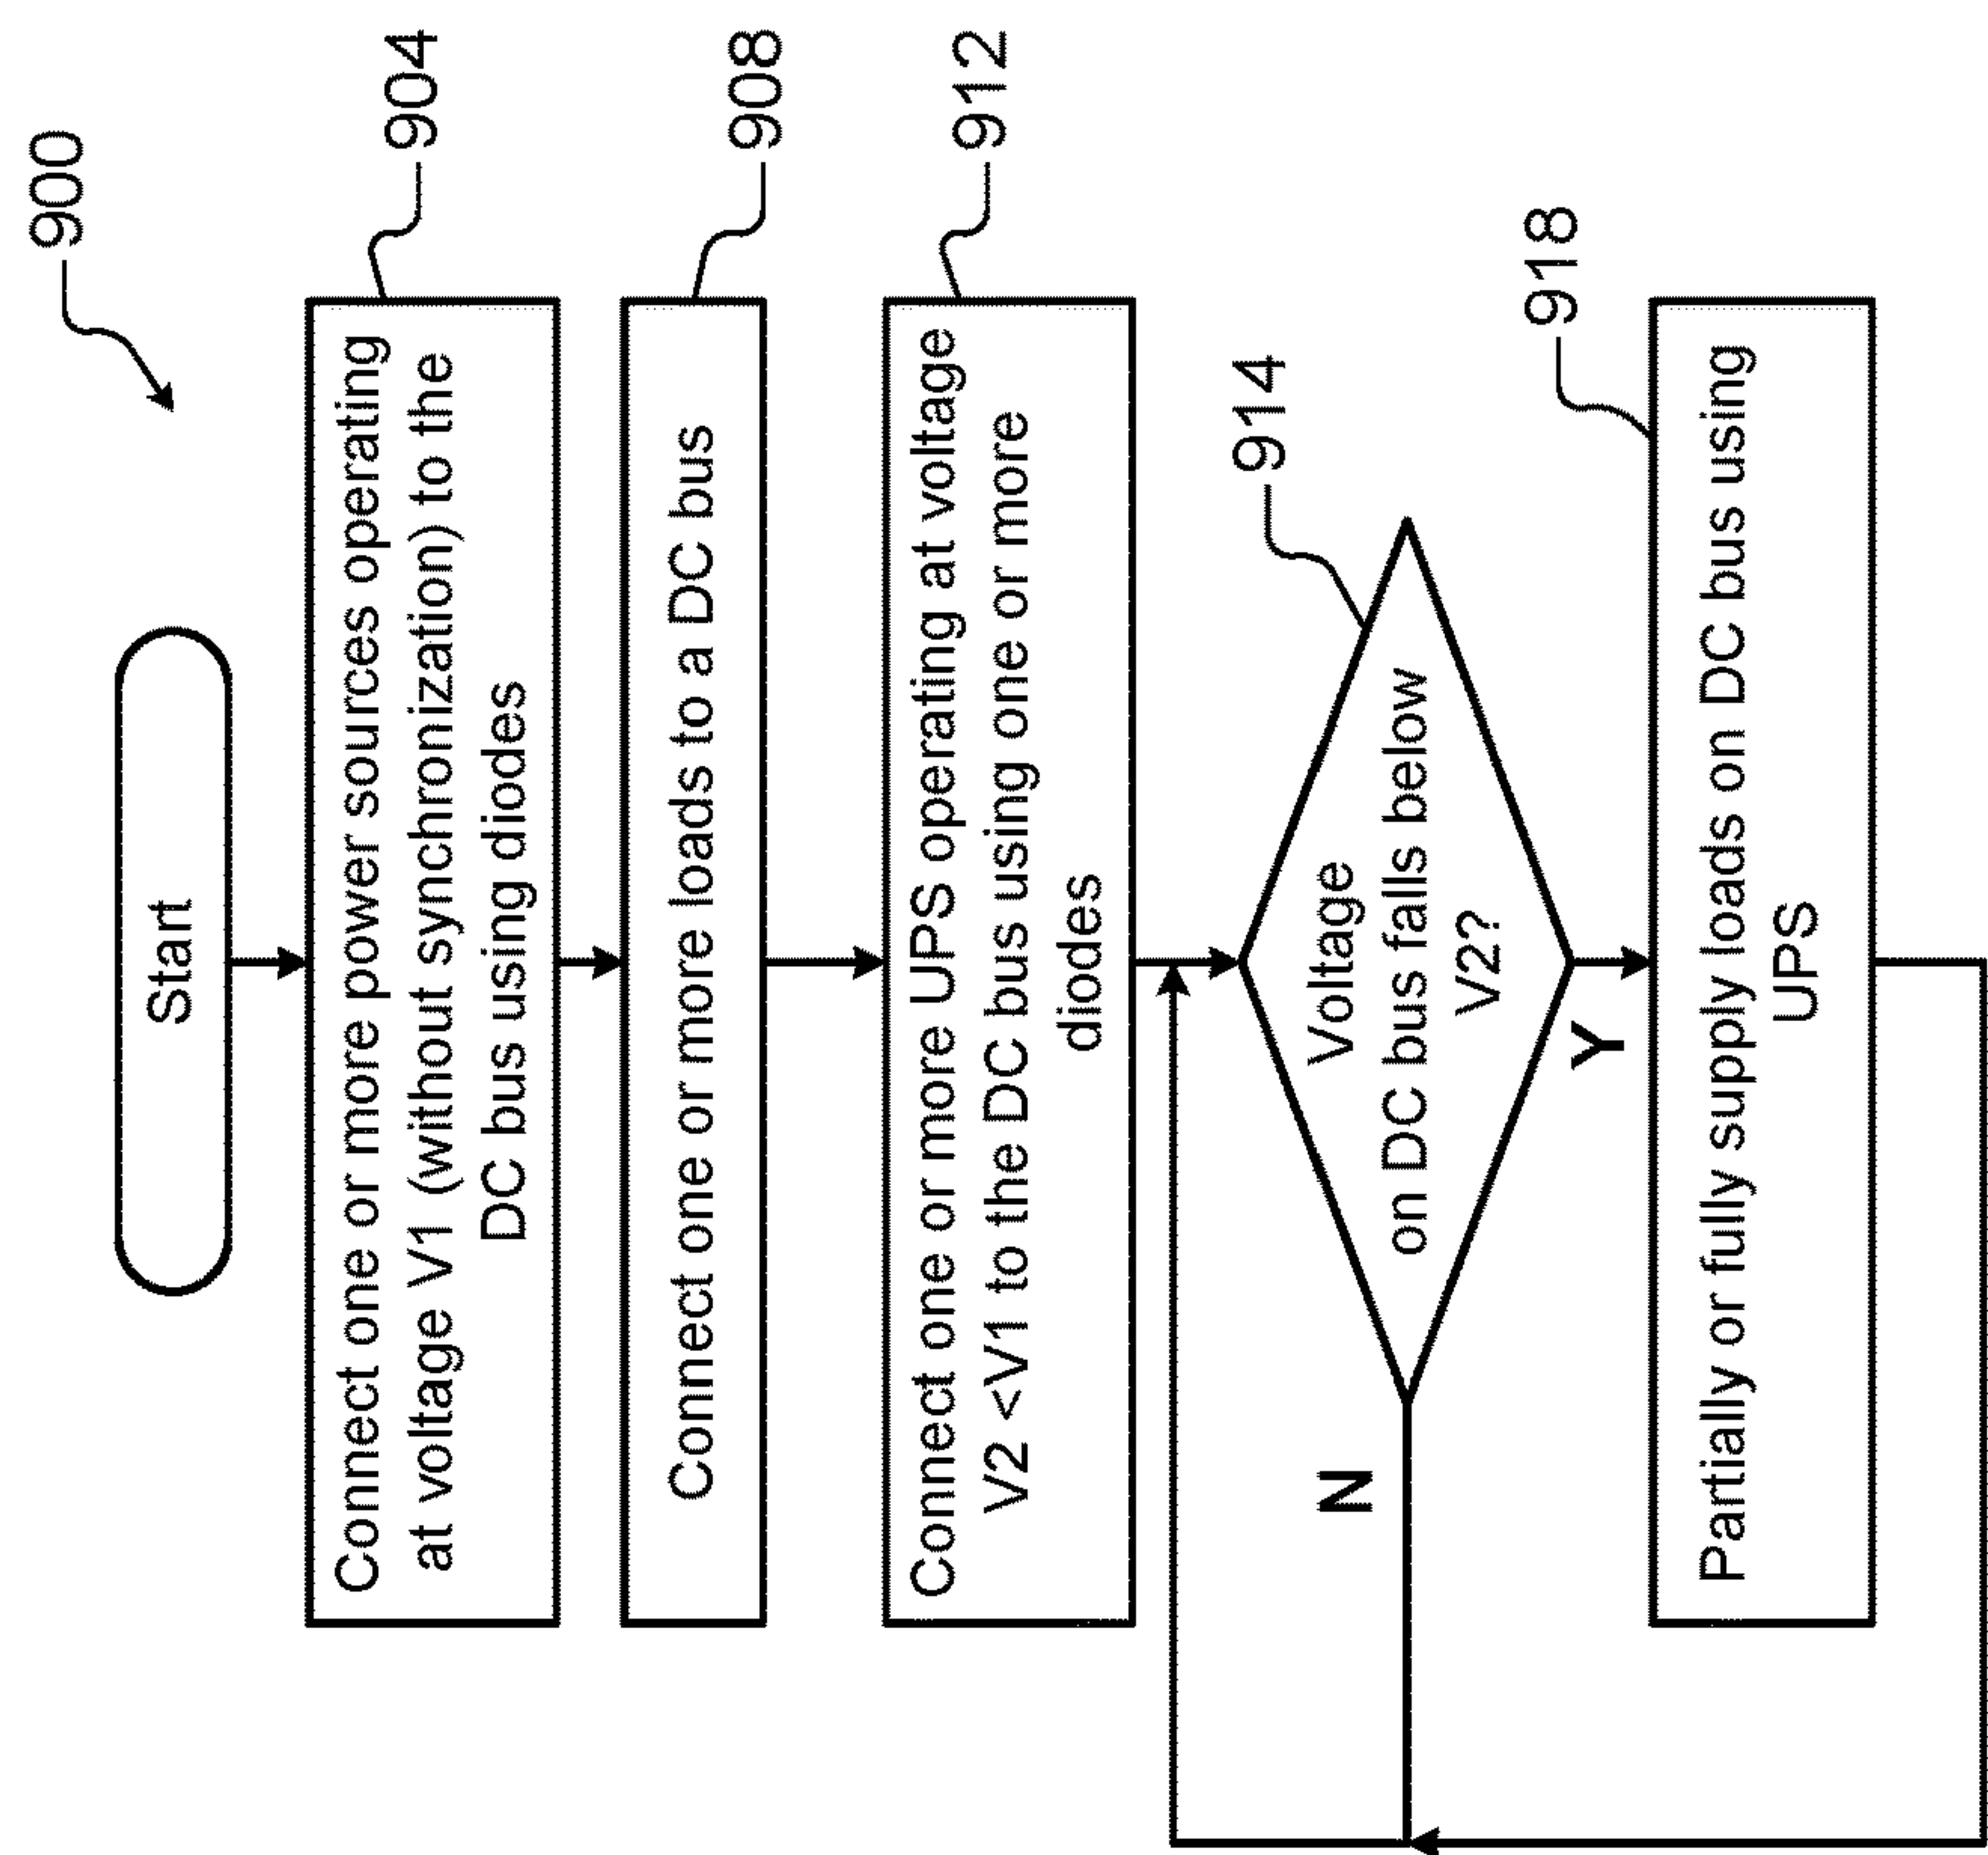 900
Start
904
Connect one or more power sources operating
at voltage V1 (without synchronization) to the
DC bus using diodes
908
Connect one or more loads to a DC bus
912
Connect one or more UPS operating at voltage
V2 <V1 to the DC bus using one or more
diodes
914
Voltage
on DC bus falls below
V2?
N
Y
918
Partially or fully supply loads on DC bus using
UPS